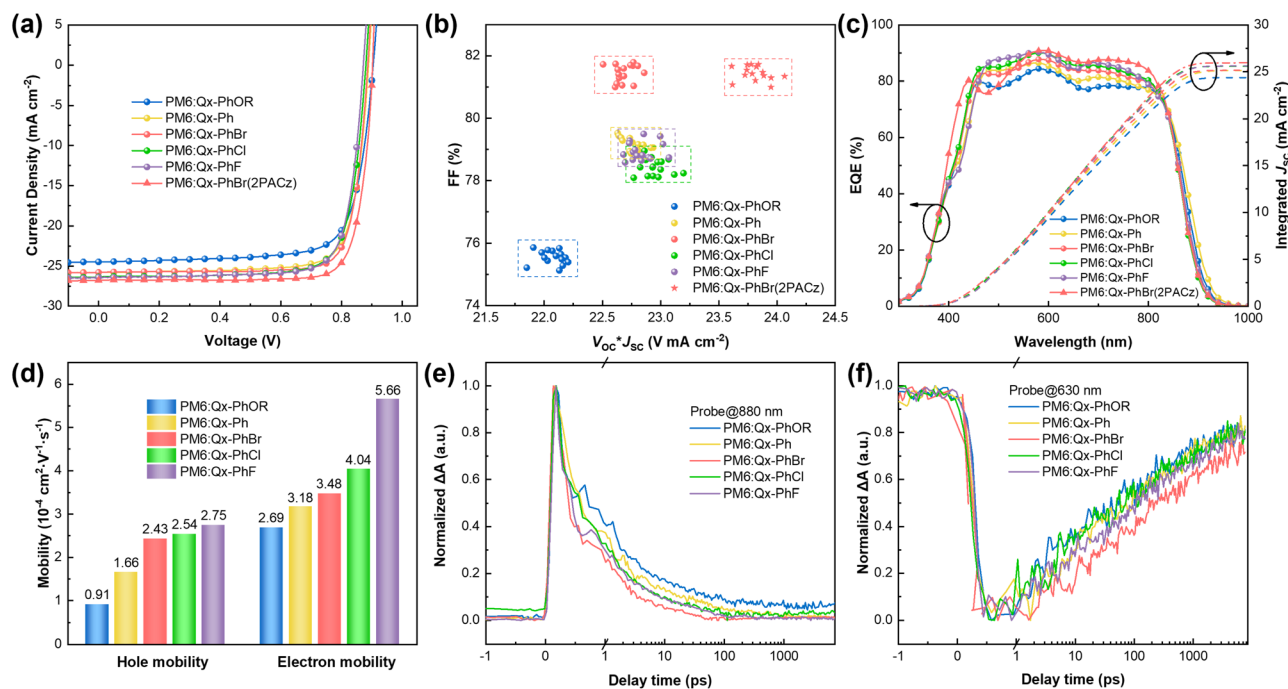 (a)
Current Density (mA cm-2)
5
0
-5
-10
-15
-20
-25
-30
PM6:Qx-PhOR
PM6:Qx-Ph
PM6:Qx-PhBr
PM6:Qx-PhCl
PM6:Qx-PhF
PM6:Qx-PhBr(2PACz)
0.0 0.2 0.4 0.6 0.8 1.0
Voltage (V)
(b)
FF (%)
84
82
80
78
76
74
PM6:Qx-PhOR
PM6:Qx-Ph
PM6:Qx-PhBr
PM6:Qx-PhCl
PM6:Qx-PhF
PM6:Qx-PhBr(2PACz)
21.5 22.0 22.5 23.0 23.5 24.0 24.5
VOC*JSC (V mA cm-2)
(c)
EQE (%)
100
80
60
40
20
0
30
25
20
15
10
5
0
Integrated JSC (mA cm-2)
PM6:Qx-PhOR
PM6:Qx-Ph
PM6:Qx-PhBr
PM6:Qx-PhCl
PM6:Qx-PhF
PM6:Qx-PhBr(2PACz)
400 500 600 700 800 900 1000
Wavelength (nm)
(d)
Mobility (10-4 cm2·V-1·s-1)
6
5
4
3
2
1
0
PM6:Qx-PhOR
PM6:Qx-Ph
PM6:Qx-PhBr
PM6:Qx-PhCl
PM6:Qx-PhF
0.91 1.66 2.43 2.54 2.75
2.69 3.18 3.48 4.04 5.66
Hole mobility Electron mobility
(e)
Normalized ΔA (a.u.)
1.0
0.8
0.6
0.4
0.2
0.0
Probe@880 nm
PM6:Qx-PhOR
PM6:Qx-Ph
PM6:Qx-PhBr
PM6:Qx-PhCl
PM6:Qx-PhF
-1 0 1 10 100 1000
Delay time (ps)
(f)
Normalized ΔA (a.u.)
1.0
0.8
0.6
0.4
0.2
0.0
Probe@630 nm
PM6:Qx-PhOR
PM6:Qx-Ph
PM6:Qx-PhBr
PM6:Qx-PhCl
PM6:Qx-PhF
-1 0 1 10 100 1000
Delay time (ps)